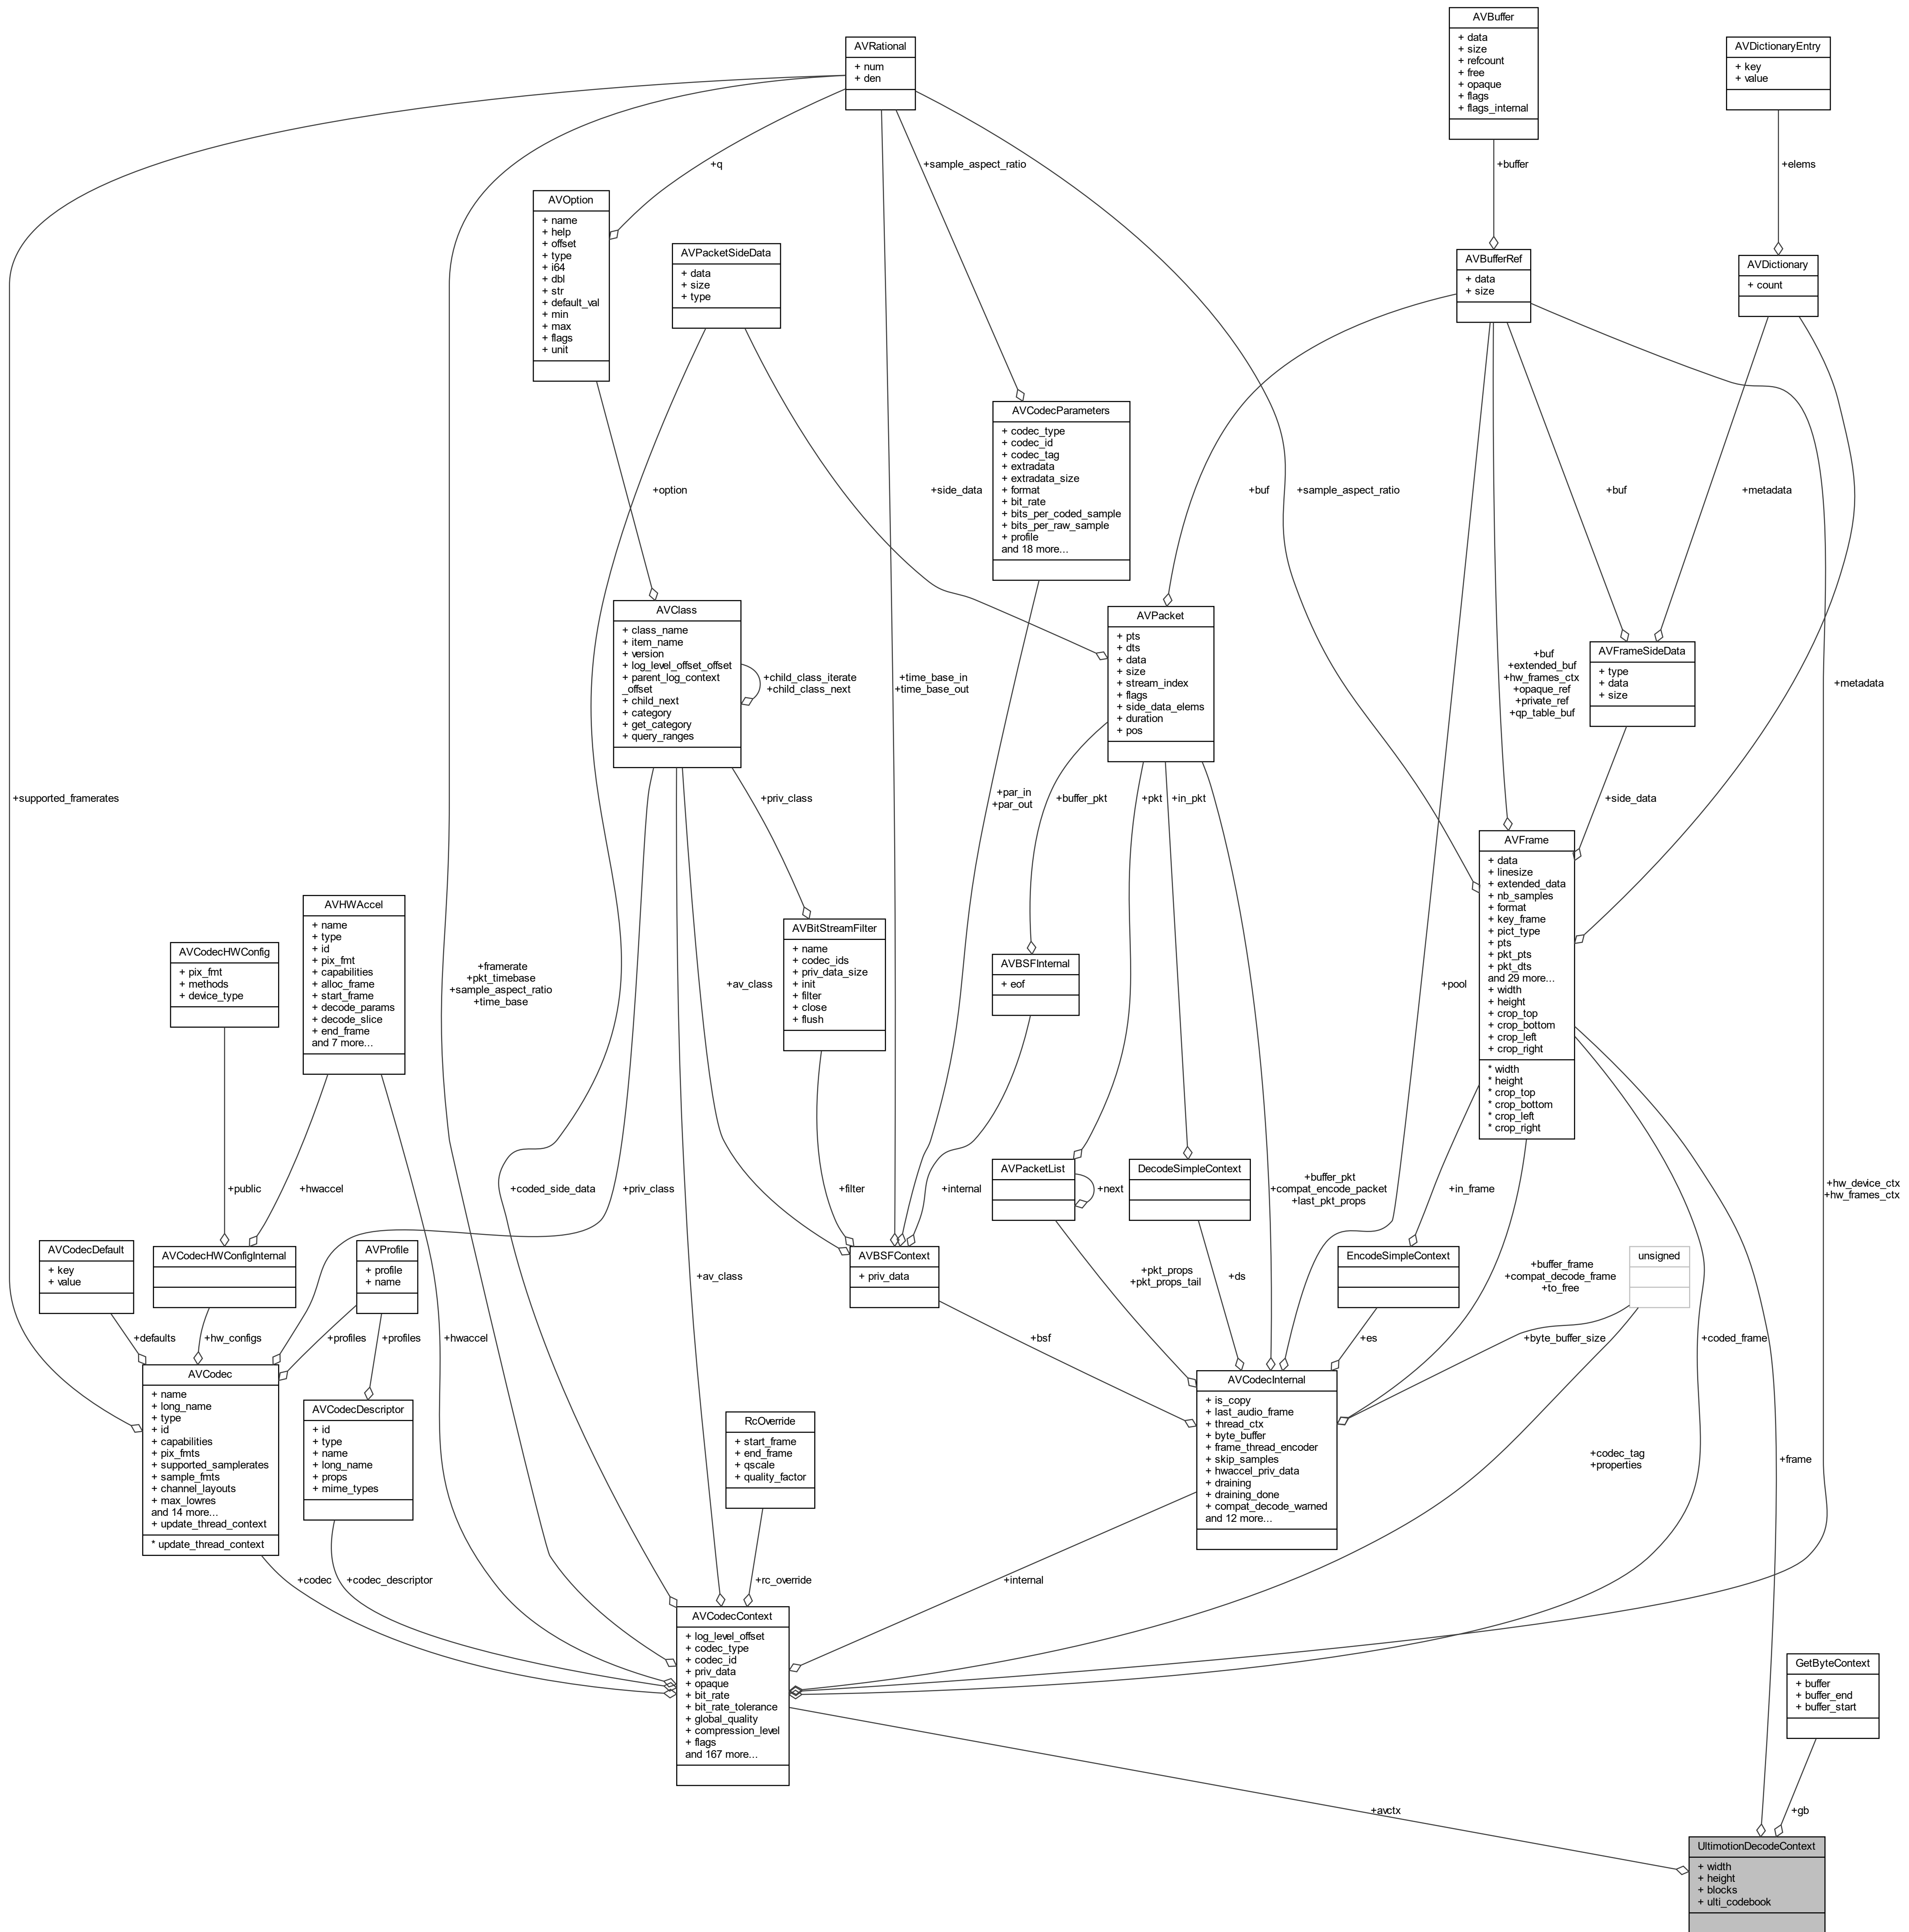 AVBuffer
+ data
+ size
+ refcount
+ free
+ opaque
+ flags
+ flags_internal
AVRational
+ num
+ den
AVDictionaryEntry
+ key
+ value
+q
+sample_aspect_ratio
+buffer
+elems
AVOption
+ name
+ help
+ offset
+ type
+ i64
+ dbl
+ str
+ default_val
+ min
+ max
+ flags
+ unit
AVPacketSideData
+ data
+ size
+ type
AVBufferRef
+ data
+ size
AVDictionary
+ count
AVCodecParameters
+ codec_type
+ codec_id
+ codec_tag
+ extradata
+ extradata_size
+ format
+ bit_rate
+ bits_per_coded_sample
+ bits_per_raw_sample
+ profile
and 18 more...
+option
+side_data
+buf
+sample_aspect_ratio
+buf
+metadata
AVClass
+ class_name
+ item_name
+ version
+ log_level_offset_offset
+ parent_log_context
_offset
+ child_next
+ category
+ get_category
+ query_ranges
+child_class_iterate
+child_class_next
+time_base_in
+time_base_out
AVPacket
+ pts
+ dts
+ data
+ size
+ stream_index
+ flags
+ side_data_elems
+ duration
+ pos
+buf
+extended_buf
+hw_frames_ctx
+opaque_ref
+private_ref
+qp_table_buf
AVFrameSideData
+ type
+ data
+ size
+metadata
+supported_framerates
+priv_class
+par_in
+par_out
+buffer_pkt
+pkt
+in_pkt
+side_data
AVFrame
+ data
+ linesize
+ extended_data
+ nb_samples
+ format
+ key_frame
+ pict_type
+ pts
+ pkt_pts
+ pkt_dts
and 29 more...
+ width
+ height
+ crop_top
+ crop_bottom
+ crop_left
+ crop_right
* width
* height
* crop_top
* crop_bottom
* crop_left
* crop_right
AVHWAccel
+ name
+ type
+ id
+ pix_fmt
+ capabilities
+ alloc_frame
+ start_frame
+ decode_params
+ decode_slice
+ end_frame
and 7 more...
AVCodecHWConfig
+ pix_fmt
+ methods
+ device_type
+framerate
+pkt_timebase
+sample_aspect_ratio
+time_base
+av_class
AVBitStreamFilter
+ name
+ codec_ids
+ priv_data_size
+ init
+ filter
+ close
+ flush
AVBSFInternal
+ eof
+pool
+public
+hwaccel
+coded_side_data
+priv_class
+filter
+internal
AVPacketList
+next
DecodeSimpleContext
+buffer_pkt
+compat_encode_packet
+last_pkt_props
+in_frame
+hw_device_ctx
+hw_frames_ctx
AVCodecDefault
+ key
+ value
AVCodecHWConfigInternal
AVProfile
+ profile
+ name
+av_class
AVBSFContext
+ priv_data
+pkt_props
+pkt_props_tail
+ds
EncodeSimpleContext
+buffer_frame
+compat_decode_frame
+to_free
unsigned
+defaults
+hw_configs
+profiles
+profiles
+hwaccel
+bsf
+es
+byte_buffer_size
+coded_frame
AVCodec
+ name
+ long_name
+ type
+ id
+ capabilities
+ pix_fmts
+ supported_samplerates
+ sample_fmts
+ channel_layouts
+ max_lowres
and 14 more...
+ update_thread_context
* update_thread_context
AVCodecDescriptor
+ id
+ type
+ name
+ long_name
+ props
+ mime_types
RcOverride
+ start_frame
+ end_frame
+ qscale
+ quality_factor
AVCodecInternal
+ is_copy
+ last_audio_frame
+ thread_ctx
+ byte_buffer
+ frame_thread_encoder
+ skip_samples
+ hwaccel_priv_data
+ draining
+ draining_done
+ compat_decode_warned
and 12 more...
+codec_tag
+properties
+frame
+codec
+codec_descriptor
+rc_override
+internal
AVCodecContext
+ log_level_offset
+ codec_type
+ codec_id
+ priv_data
+ opaque
+ bit_rate
+ bit_rate_tolerance
+ global_quality
+ compression_level
+ flags
and 167 more...
GetByteContext
+ buffer
+ buffer_end
+ buffer_start
+avctx
+gb
UltimotionDecodeContext
+ width
+ height
+ blocks
+ ulti_codebook